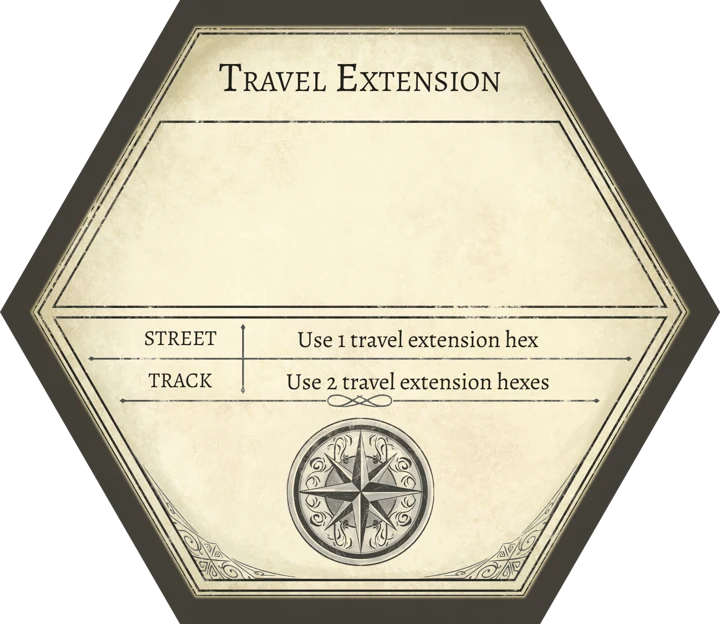 Travel Extension
STREET Use 1 travel extension hex
TRACK Use 2 travel extension hexes